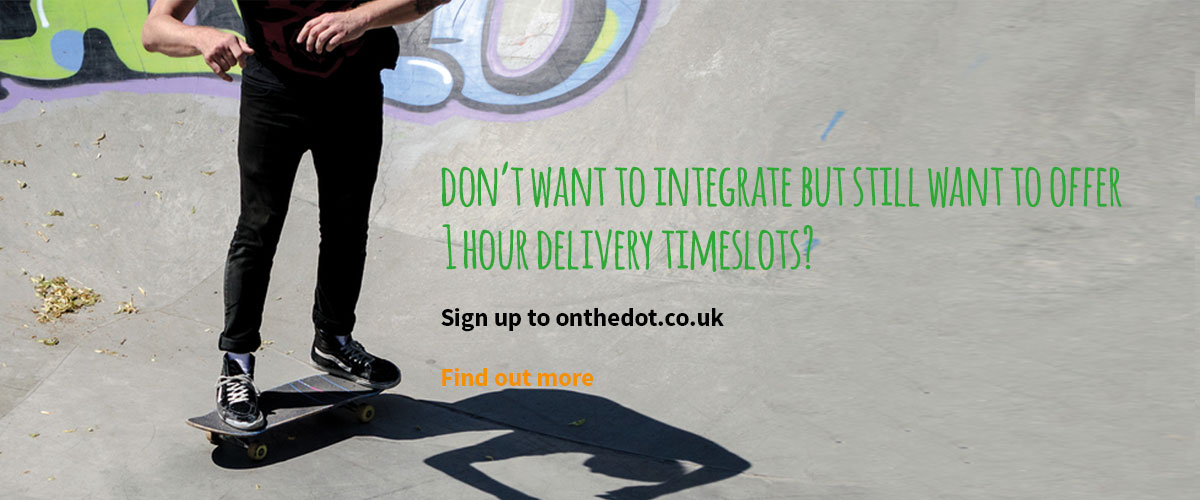 DON'T WANT TO INTEGRATE BUT STILL WANT TO OFFER
1 HOUR DELIVERY TIMESLOTS?
Sign up to onthedot.co.uk
Find out more